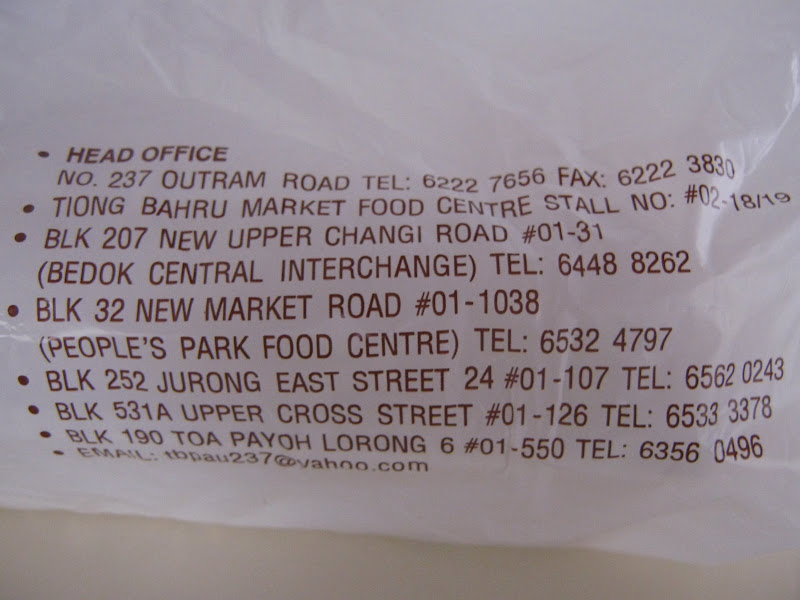 • HEAD OFFICE
NO. 237 OUTRAM ROAD TEL: 6222 7656 FAX: 6222 3830
• TIONG BAHRU MARKET FOOD CENTRE STALL NO: #02-18/19
• BLK 207 NEW UPPER CHANGI ROAD #01-31
(BEDOK CENTRAL INTERCHANGE) TEL: 6448 8262
• BLK 32 NEW MARKET ROAD #01-1038
(PEOPLE'S PARK FOOD CENTRE) TEL: 6532 4797
• BLK 252 JURONG EAST STREET 24 #01-107 TEL: 6562 0243
• BLK 531A UPPER CROSS STREET #01-126 TEL: 6533 3378
• BLK 190 TOA PAYOH LORONG 6 #01-550 TEL: 6356 0496
• EMAIL: tbpau237@yahoo.com